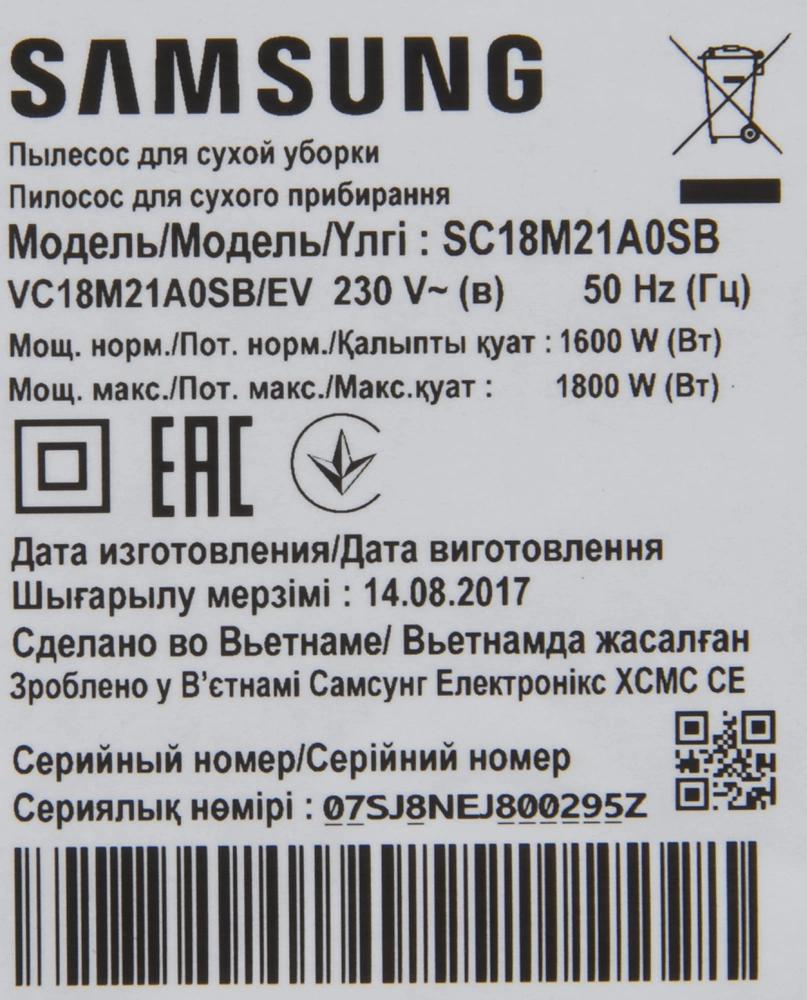 SAMSUNG
Пылесос для сухой уборки
Пилосос для сухого прибирання
Модель/Модель/Үлгі : SC18M21A0SB
VC18M21A0SB/EV 230 V~ (в) 50 Hz (Гц)
Мощ. норм./Пот. норм./Қалыпты қуат : 1600 W (Вт)
Мощ. макс./Пот. макс./Макс.қуат : 1800 W (Вт)
EAC
Дата изготовления/Дата виготовлення
Шығарылу мерзімі : 14.08.2017
Сделано во Вьетнаме/ Вьетнамда жасалған
Зроблено у В’єтнамі Самсунг Електронікс ХСМС СЕ
Серийный номер/Серійний номер
Сериялық нөмірі : 07SJ8NEJ800295Z